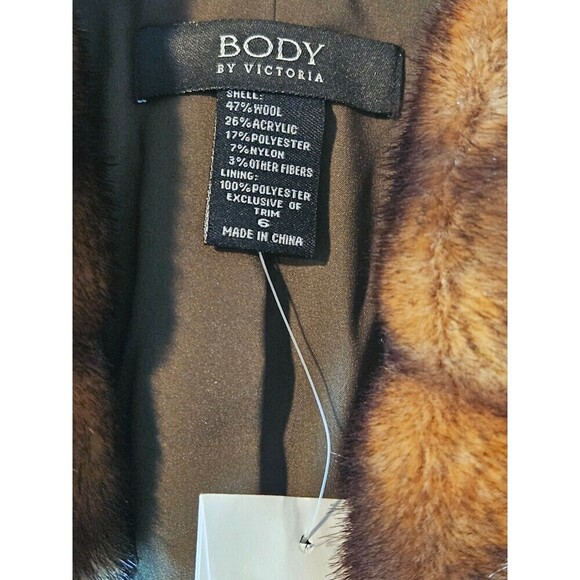 BODY
BY VICTORIA
SHELL:
47% WOOL
26% ACRYLIC
17% POLYESTER
7% NYLON
3% OTHER FIBERS
LINING:
100% POLYESTER
EXCLUSIVE OF
TRIM
6
MADE IN CHINA